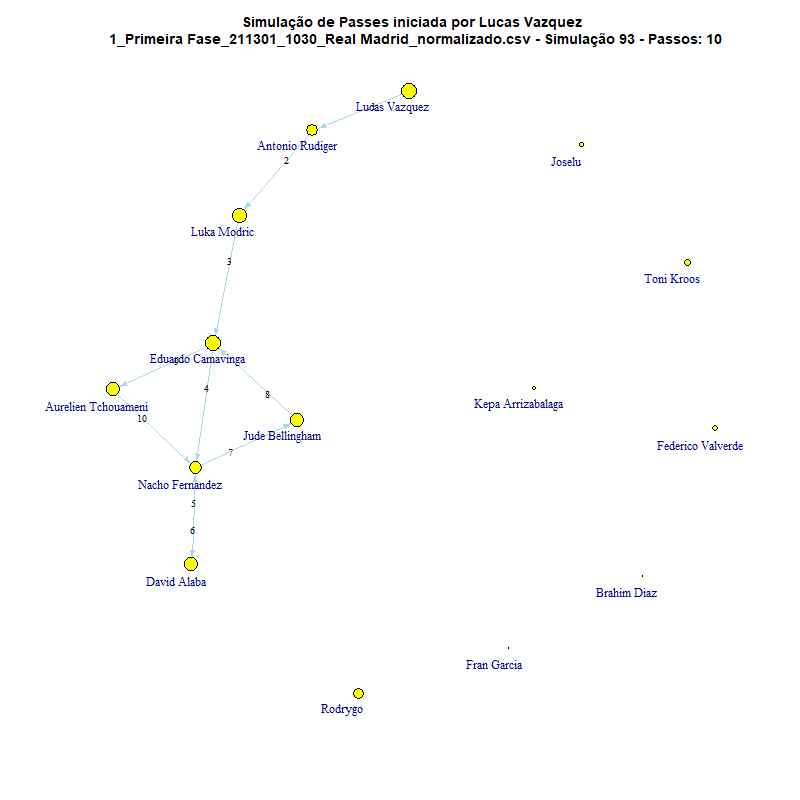 Simulação de Passes iniciada por Lucas Vazquez
1_Primeira Fase_211301_1030_Real Madrid_normalizado.csv - Simulação 93 - Passos: 10
Lucas Vazquez
Antonio Rudiger
2
Joselu
Luka Modric
3
Toni Kroos
Eduardo Camavinga
4
8
Kepa Arrizabalaga
Aurelien Tchouameni
10
Jude Bellingham
Federico Valverde
7
Nacho Fernandez
5
6
David Alaba
Brahim Diaz
Fran Garcia
Rodrygo